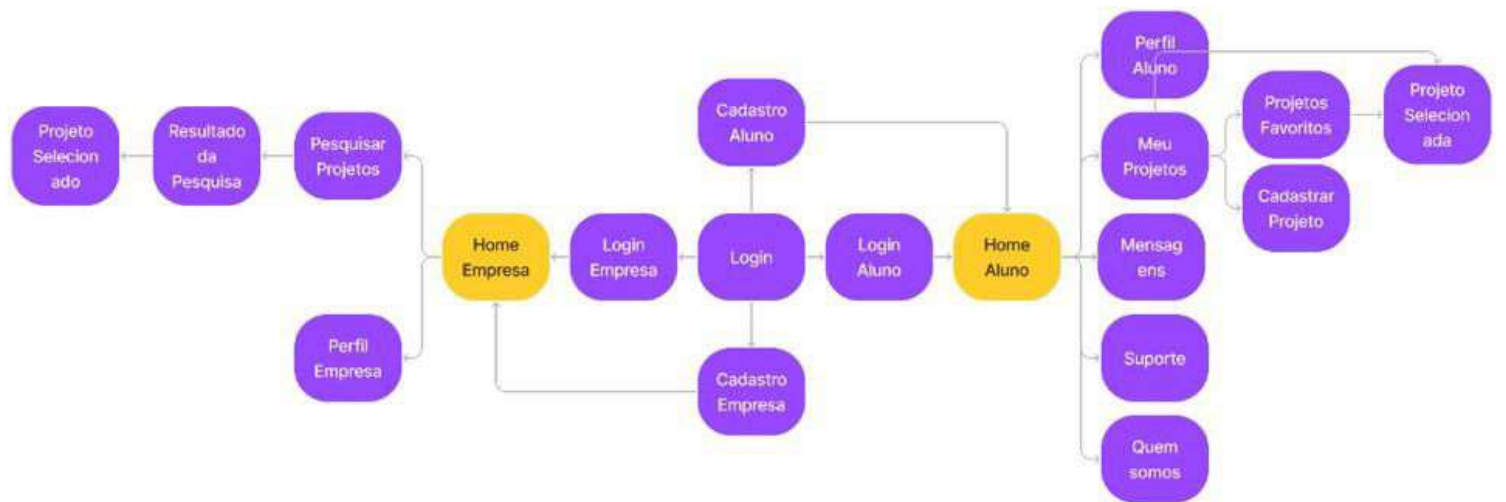 Projeto
Selecion
ado
Resultado
da
Pesquisa
Pesquisar
Projetos
Home
Empresa
Perfil
Empresa
Login
Empresa
Cadastro
Aluno
Login
Cadastro
Empresa
Login
Aluno
Home
Aluno
Perfil
Aluno
Meu
Projetos
Mensag
ens
Suporte
Quem
somos
Projetos
Favoritos
Cadastrar
Projeto
Projeto
Selecion
ada